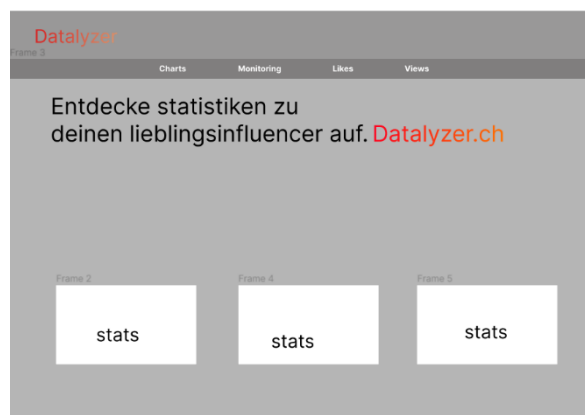 Datalyzer
Frame 3
Charts Monitoring Likes Views
Entdecke statistiken zu
deinen lieblingsinfluencer auf. Datalyzer.ch
Frame 2 Frame 4 Frame 5
stats stats stats